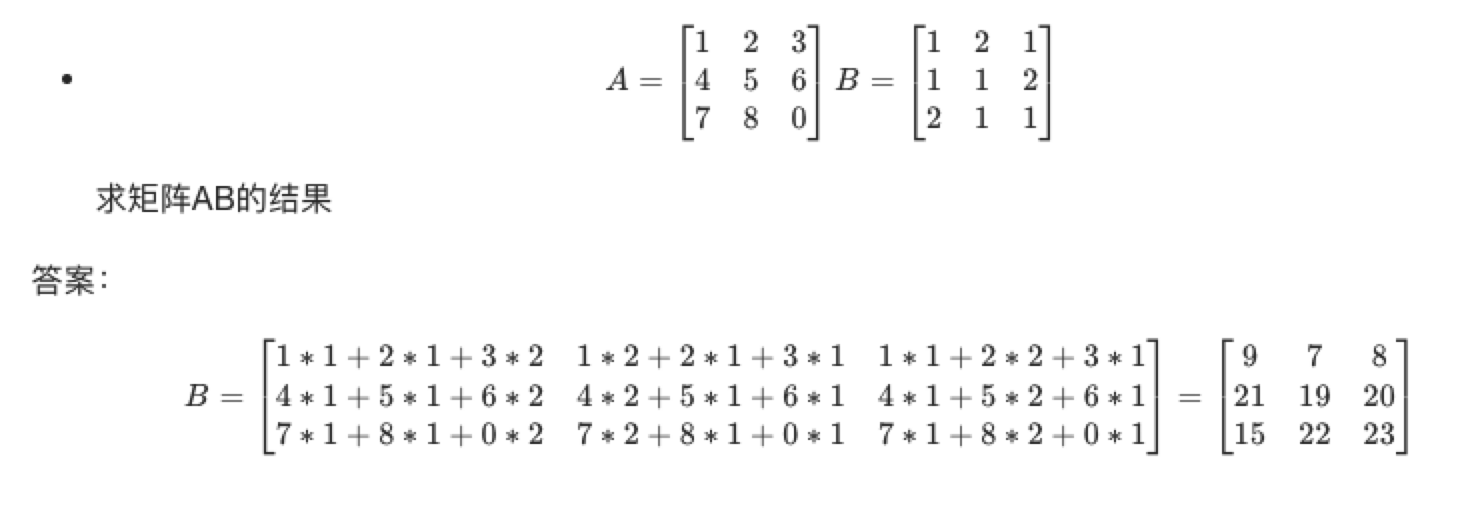 • A = [1 2 3; 4 5 6; 7 8 0] B = [1 2 1; 1 1 2; 2 1 1]
求矩阵AB的结果
答案：
B = [1 * 1 + 2 * 1 + 3 * 2  1 * 2 + 2 * 1 + 3 * 1  1 * 1 + 2 * 2 + 3 * 1; 4 * 1 + 5 * 1 + 6 * 2  4 * 2 + 5 * 1 + 6 * 1  4 * 1 + 5 * 2 + 6 * 1; 7 * 1 + 8 * 1 + 0 * 2  7 * 2 + 8 * 1 + 0 * 1  7 * 1 + 8 * 2 + 0 * 1] = [9 7 8; 21 19 20; 15 22 23]